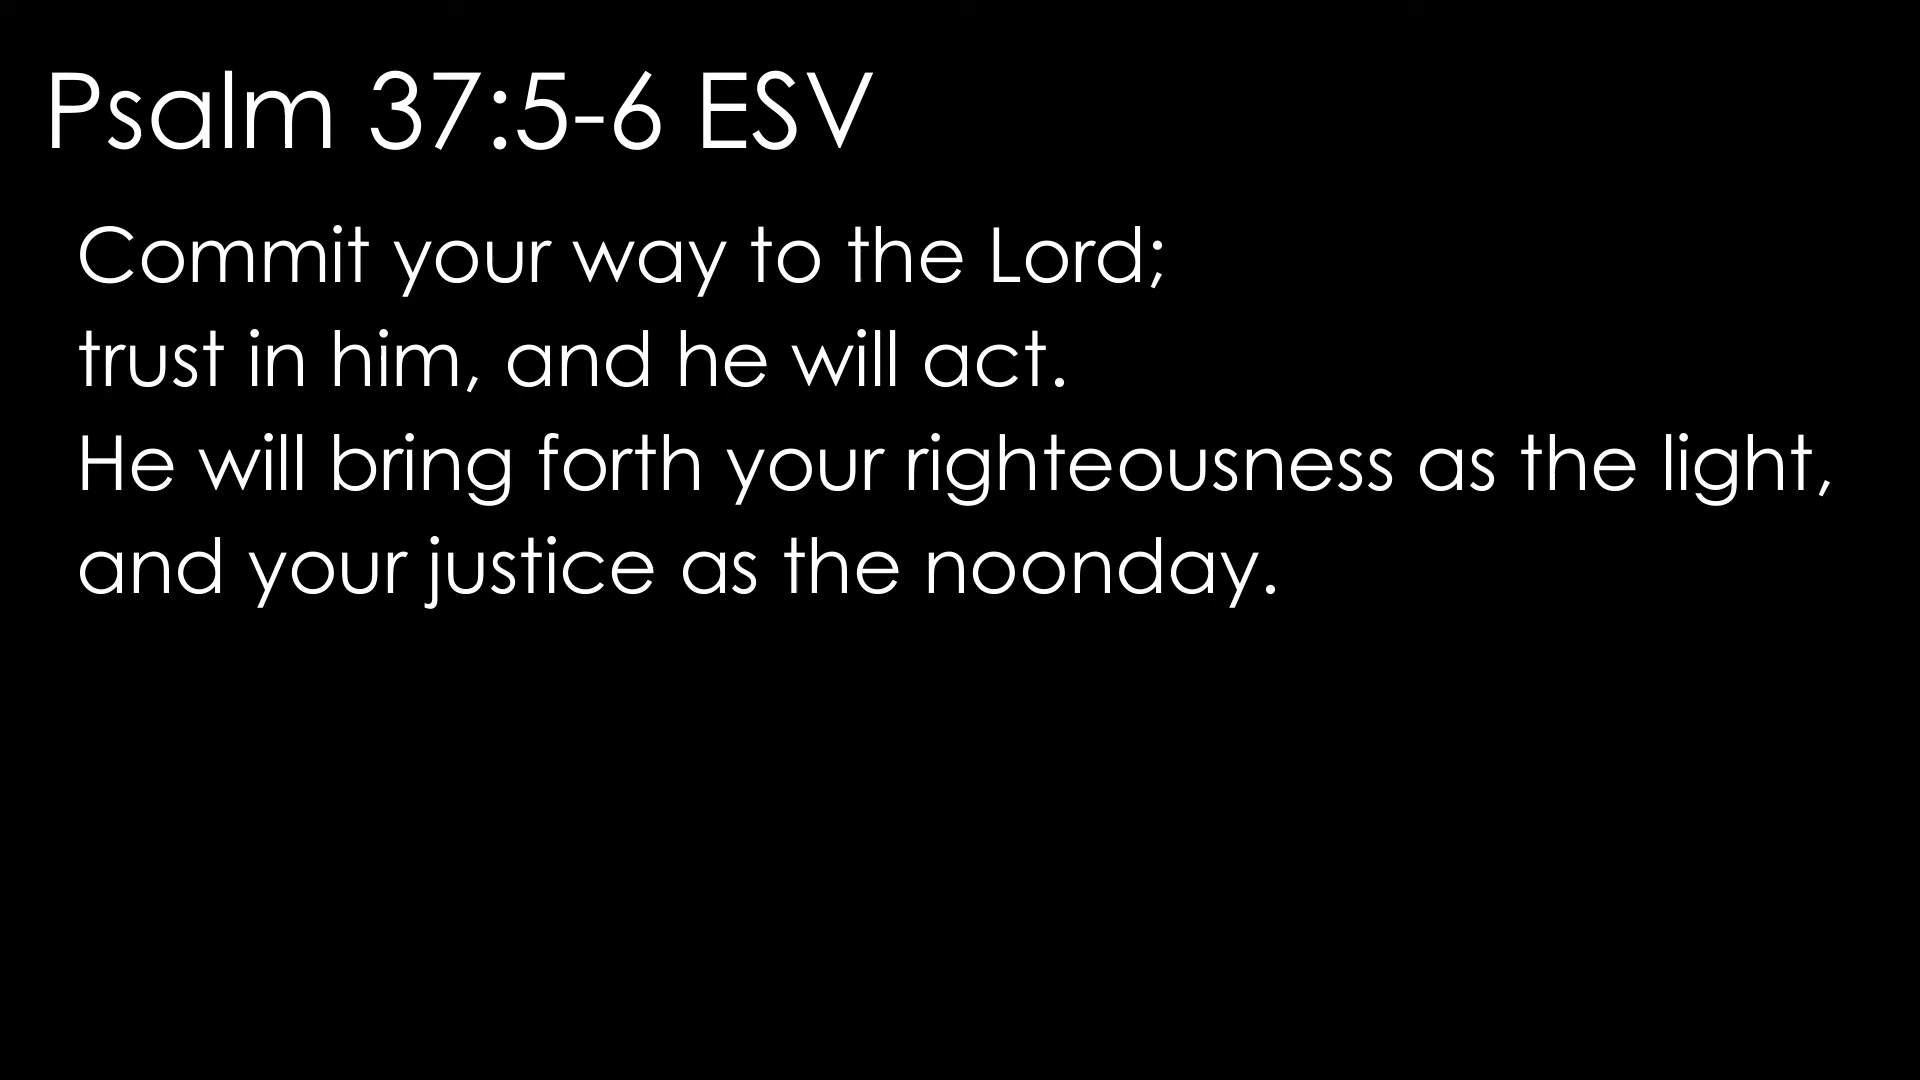 Psalm 37:5-6 ESV
Commit your way to the Lord;
trust in him, and he will act.
He will bring forth your righteousness as the light,
and your justice as the noonday.